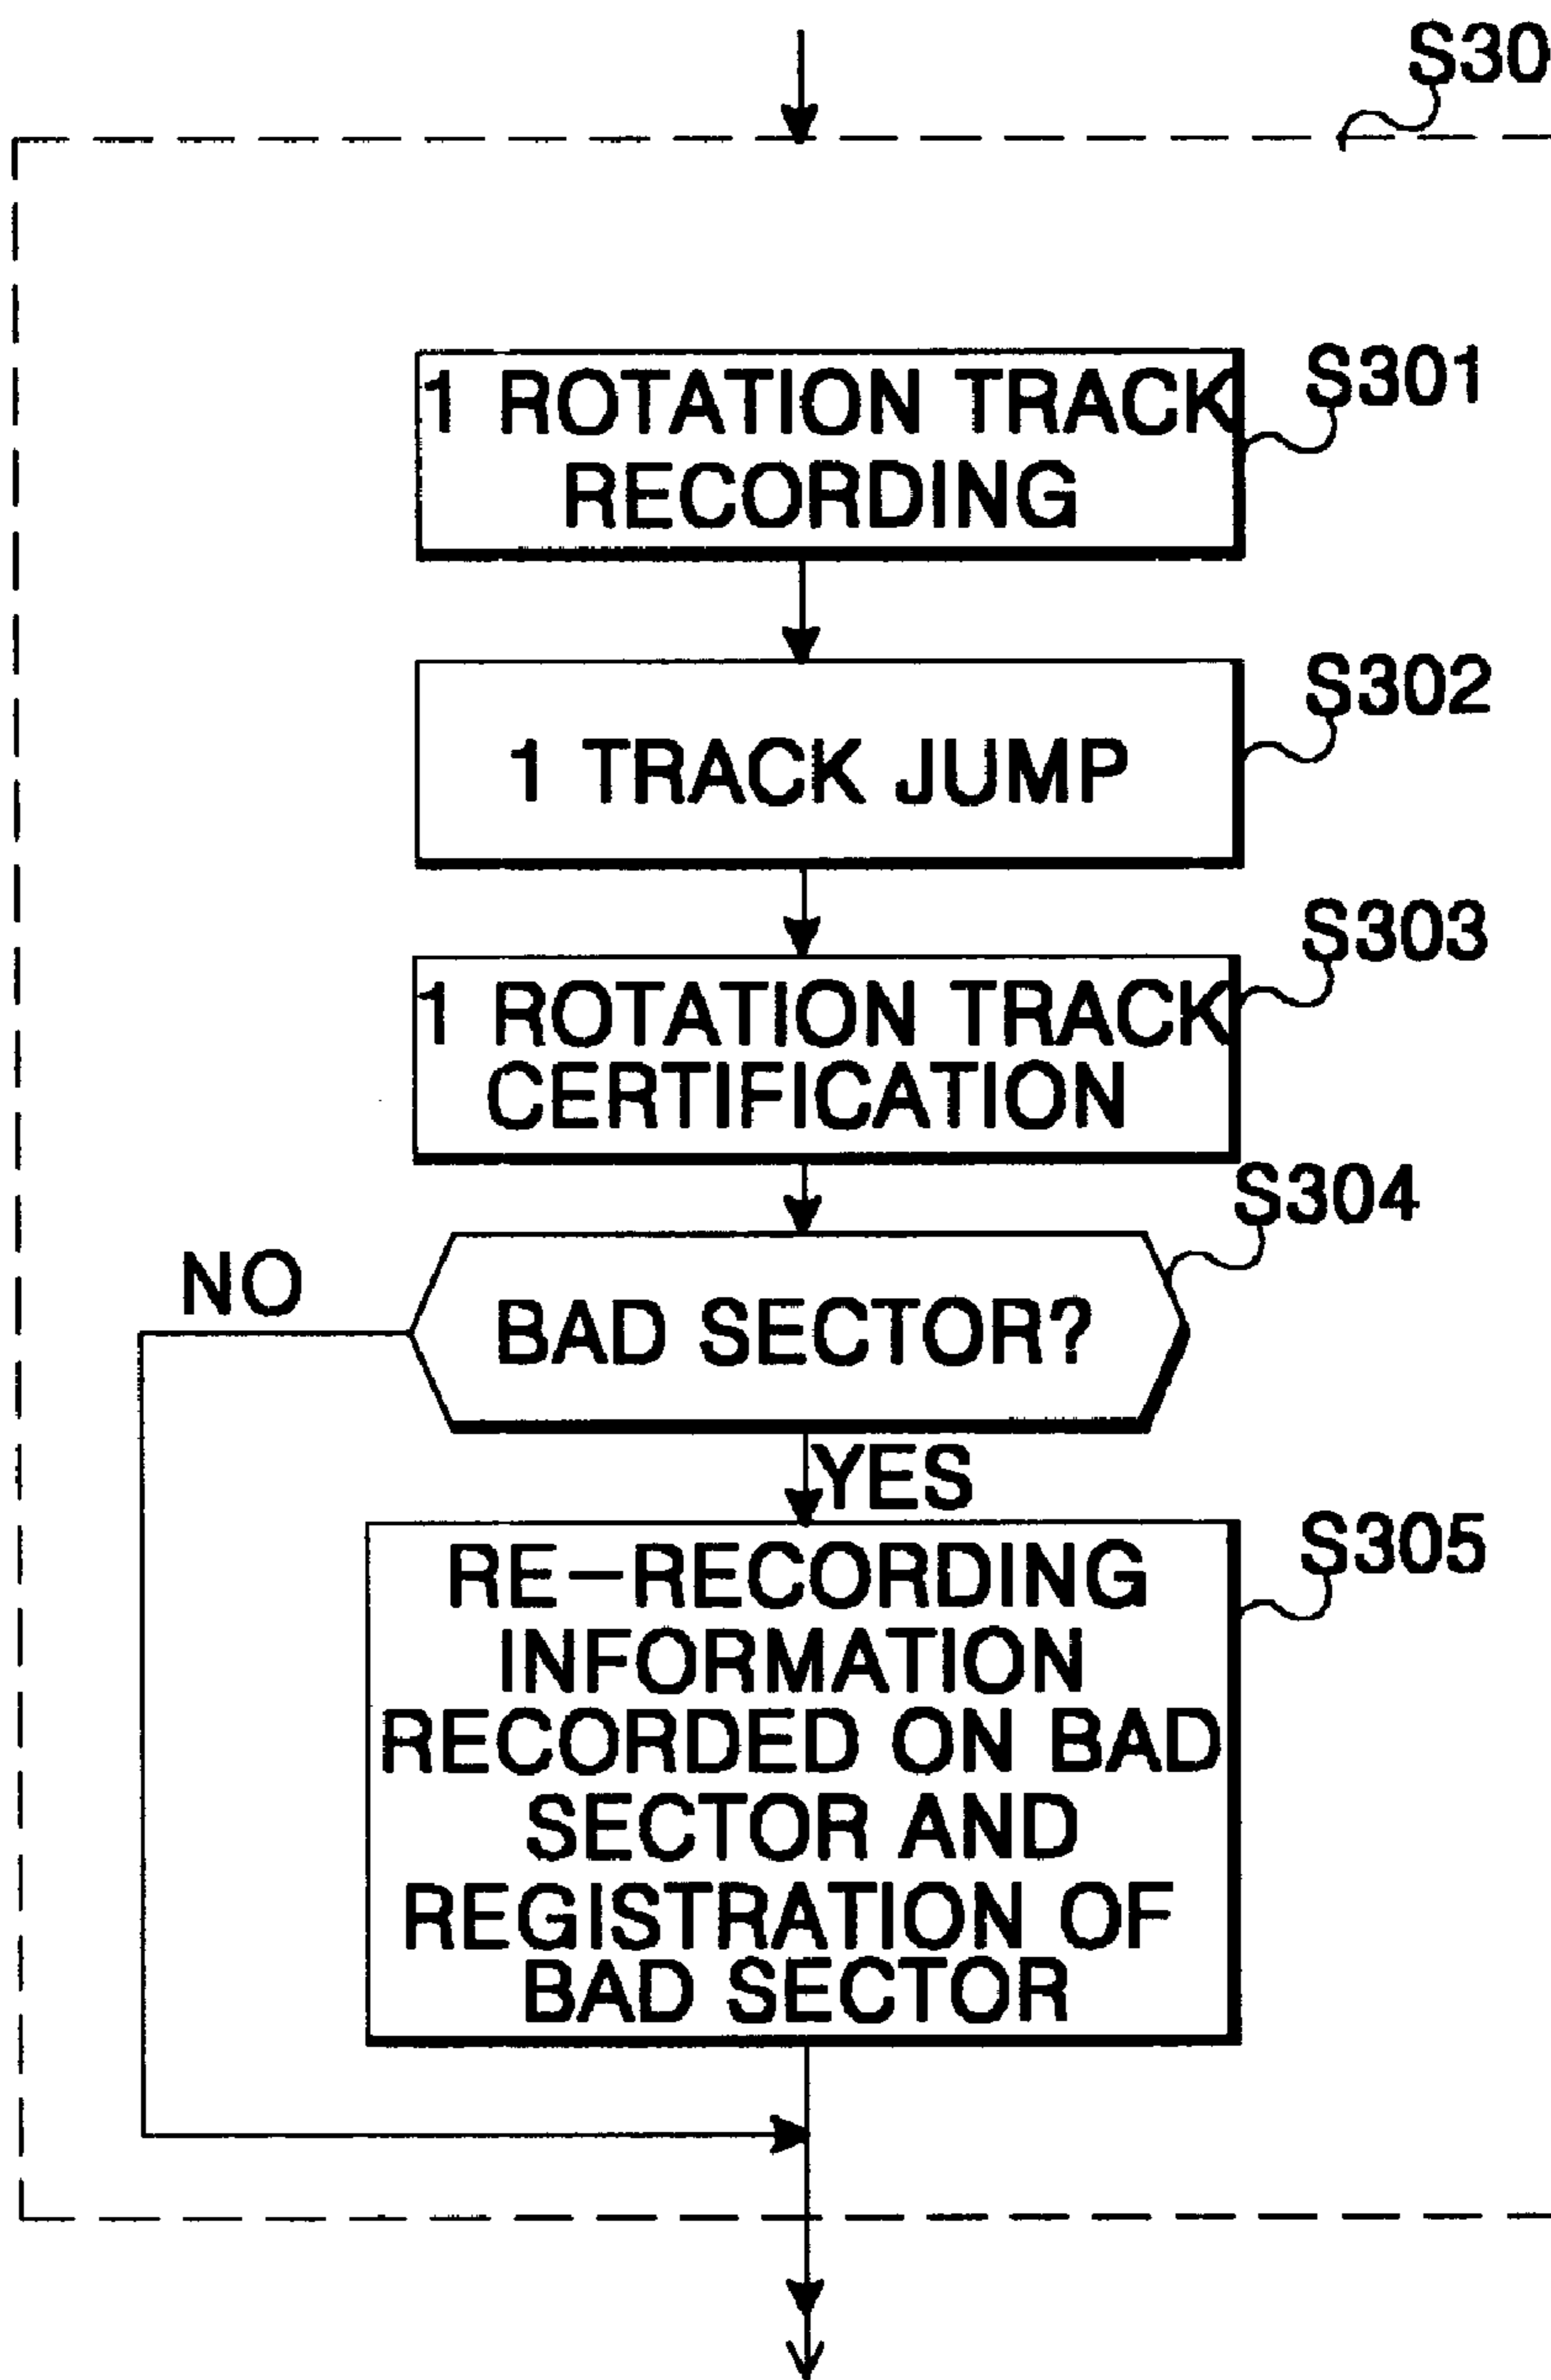 S30
1 ROTATION TRACK
RECORDING
S301
1 TRACK JUMP
S302
1 ROTATION TRACK
CERTIFICATION
S303
BAD SECTOR?
S304
NO
YES
RE-RECORDING
INFORMATION
RECORDED ON BAD
SECTOR AND
REGISTRATION OF
BAD SECTOR
S305